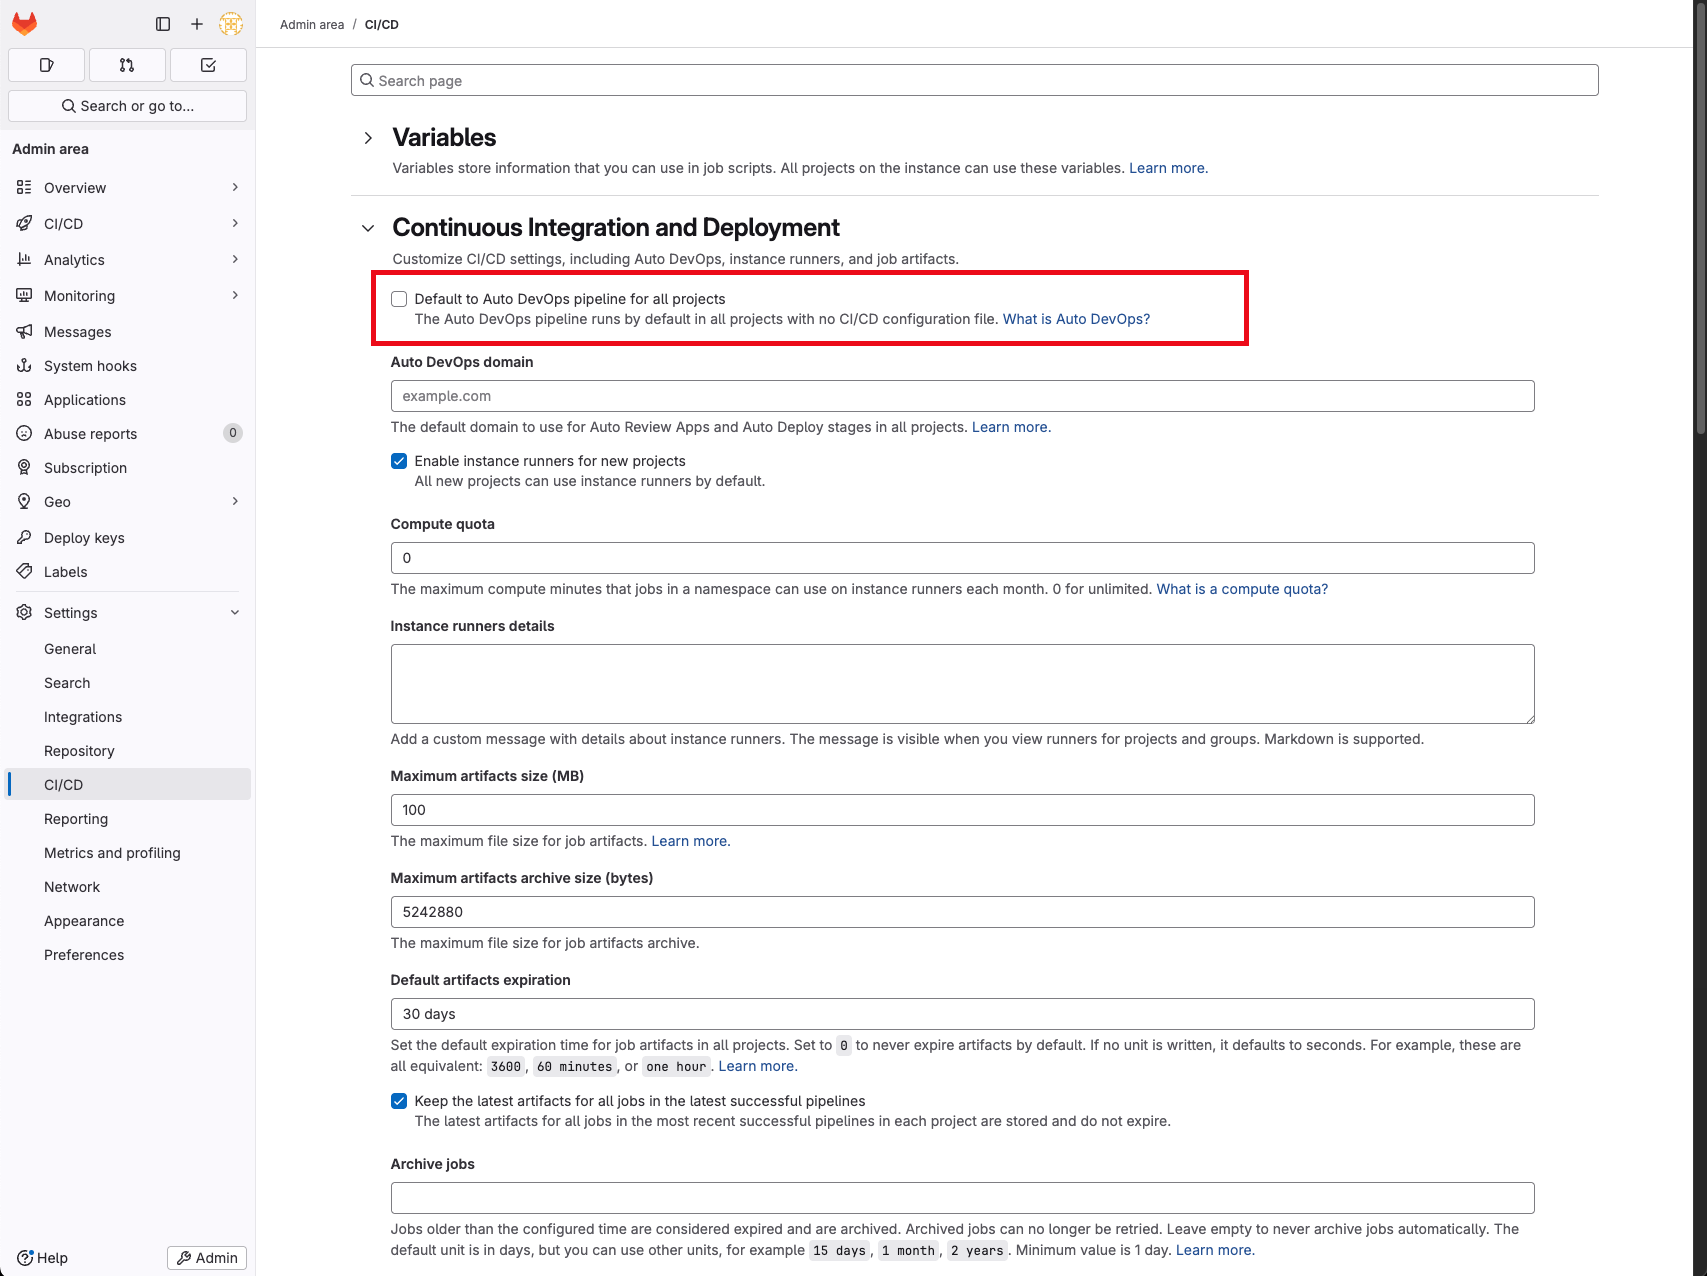 Admin area / CI/CD
Search or go to...
Admin area
Overview
CI/CD
Analytics
Monitoring
Messages
System hooks
Applications
Abuse reports 0
Subscription
Geo
Deploy keys
Labels
Settings
General
Search
Integrations
Repository
CI/CD
Reporting
Metrics and profiling
Network
Appearance
Preferences
Help
Admin
Search page
Variables
Variables store information that you can use in job scripts. All projects on the instance can use these variables. Learn more.
Continuous Integration and Deployment
Customize CI/CD settings, including Auto DevOps, instance runners, and job artifacts.
Default to Auto DevOps pipeline for all projects
The Auto DevOps pipeline runs by default in all projects with no CI/CD configuration file. What is Auto DevOps?
Auto DevOps domain
example.com
The default domain to use for Auto Review Apps and Auto Deploy stages in all projects. Learn more.
Enable instance runners for new projects
All new projects can use instance runners by default.
Compute quota
0
The maximum compute minutes that jobs in a namespace can use on instance runners each month. 0 for unlimited. What is a compute quota?
Instance runners details
Add a custom message with details about instance runners. The message is visible when you view runners for projects and groups. Markdown is supported.
Maximum artifacts size (MB)
100
The maximum file size for job artifacts. Learn more.
Maximum artifacts archive size (bytes)
5242880
The maximum file size for job artifacts archive.
Default artifacts expiration
30 days
Set the default expiration time for job artifacts in all projects. Set to 0 to never expire artifacts by default. If no unit is written, it defaults to seconds. For example, these are
all equivalent: 3600, 60 minutes, or one hour. Learn more.
Keep the latest artifacts for all jobs in the latest successful pipelines
The latest artifacts for all jobs in the most recent successful pipelines in each project are stored and do not expire.
Archive jobs
Jobs older than the configured time are considered expired and are archived. Archived jobs can no longer be retried. Leave empty to never archive jobs automatically. The
default unit is in days, but you can use other units, for example 15 days, 1 month, 2 years. Minimum value is 1 day. Learn more.